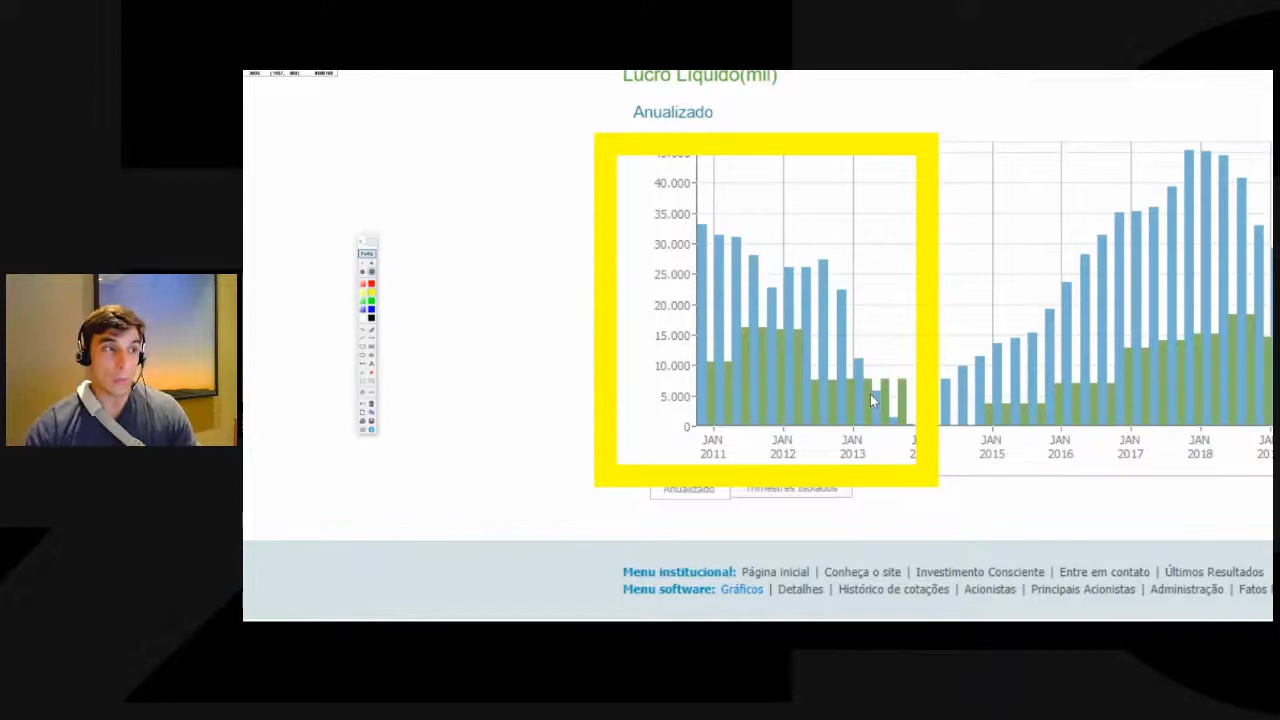 Lucro Líquido(mil)
Anualizado
45.000
40.000
35.000
30.000
25.000
20.000
15.000
10.000
5.000
0
JAN JAN JAN JAN JAN JAN JAN
2011 2012 2013 2015 2016 2017 2018
Anualizado Trimestres Isolados
Menu institucional: Página inicial | Conheça o site | Investimento Consciente | Entre em contato | Últimos Resultados
Menu software: Gráficos | Detalhes | Histórico de cotações | Acionistas | Principais Acionistas | Administração | Fatos